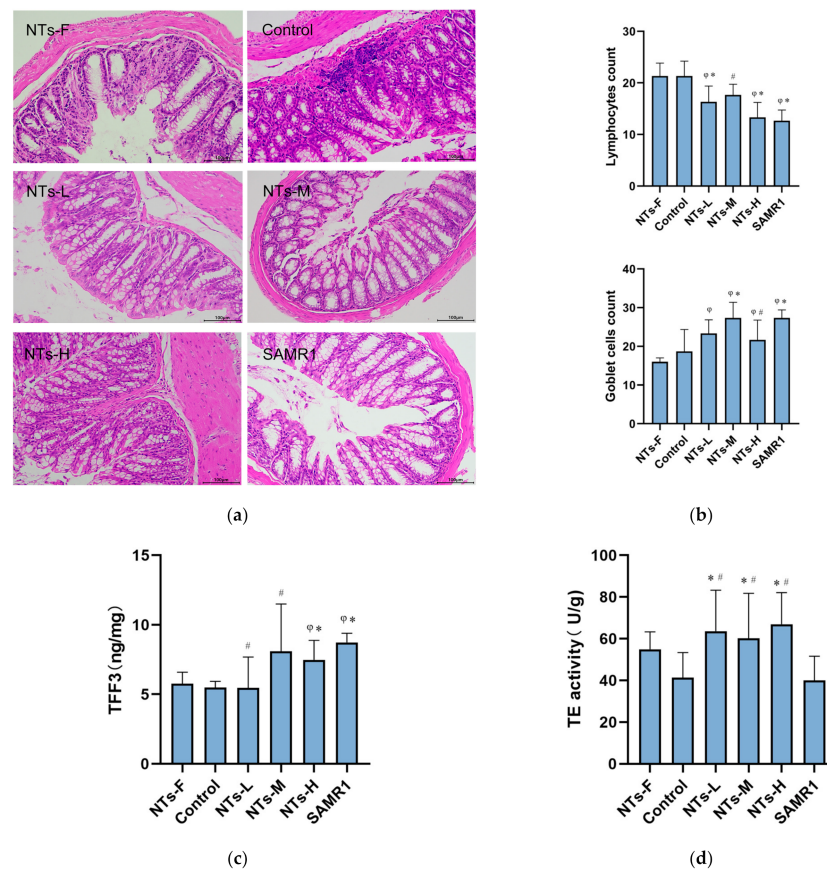 NTs-F
Control
100μm
100μm
NTs-L
NTs-M
100μm
100μm
NTs-H
SAMR1
100μm
100μm
(a)
Lymphocytes count
30
20
10
0
φ *
#
φ *
φ *
NTs-F
Control
NTs-L
NTs-M
NTs-H
SAMR1
Goblet cells count
40
30
20
10
0
φ
φ *
φ #
φ *
NTs-F
Control
NTs-L
NTs-M
NTs-H
SAMR1
(b)
TFF3(ng/mg)
15
10
5
0
#
#
φ *
φ *
NTs-F
Control
NTs-L
NTs-M
NTs-H
SAMR1
(c)
TE activity( U/g)
100
80
60
40
20
0
* #
* #
* #
NTs-F
Control
NTs-L
NTs-M
NTs-H
SAMR1
(d)